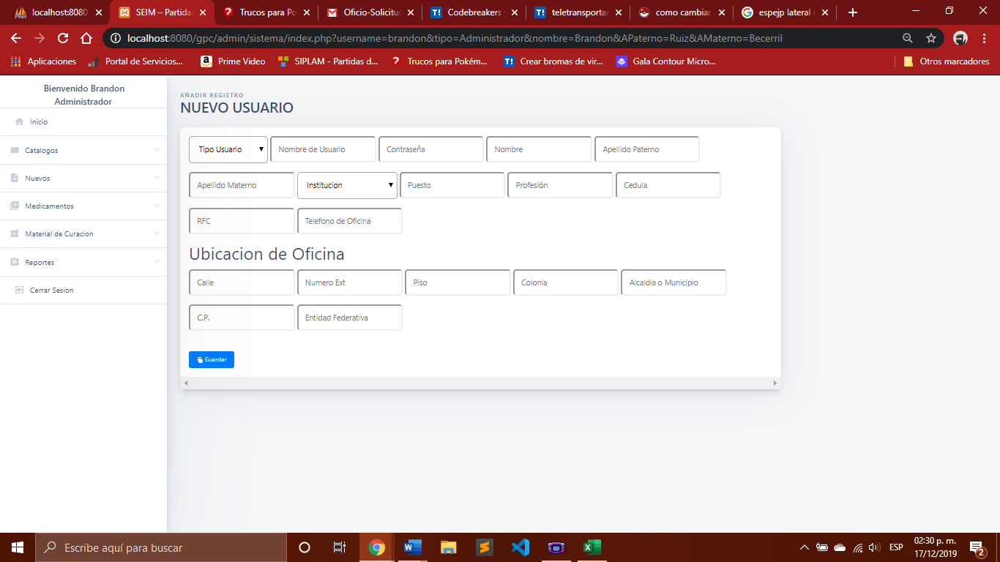 localhost:8080
SEIM – Partidas
Trucos para Po
Oficio-Solicitud
Codebreakers
teletransportar
como cambiar
espejp lateral i
localhost:8080/gpc/admin/sistema/index.php?username=brandon&tipo=Administrador&nombre=Brandon&APaterno=Ruiz&AMaterno=Becerril
Aplicaciones
Portal de Servicios...
Prime Video
SIPLAM - Partidas d...
Trucos para Pokém...
Crear bromas de vir...
Gala Contour Micro...
Otros marcadores
Bienvenido Brandon
Administrador
Inicio
Catalogos
Nuevos
Medicamentos
Material de Curacion
Reportes
Cerrar Sesion
AÑADIR REGISTRO
NUEVO USUARIO
Tipo Usuario
Nombre de Usuario
Contraseña
Nombre
Apellido Paterno
Apellido Materno
Institucion
Puesto
Profesión
Cedula
RFC
Telefono de Oficina
Ubicacion de Oficina
Calle
Numero Ext
Piso
Colonia
Alcaldia o Municipio
C.P.
Entidad Federativa
Guardar
Escribe aquí para buscar
ESP
02:30 p. m.
17/12/2019
2